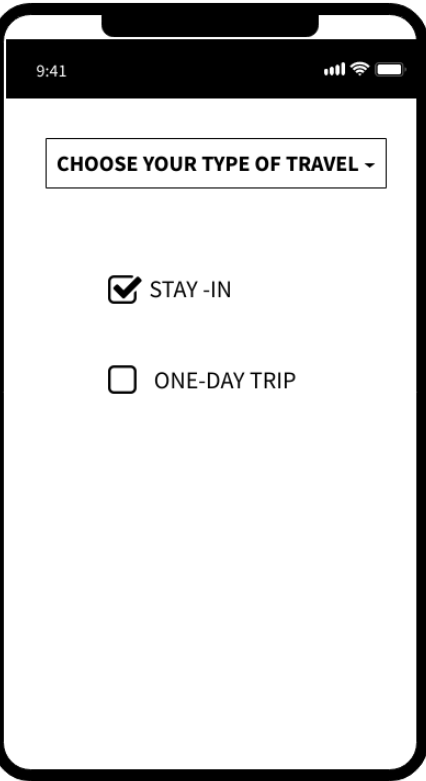 9:41
CHOOSE YOUR TYPE OF TRAVEL
STAY -IN
ONE-DAY TRIP